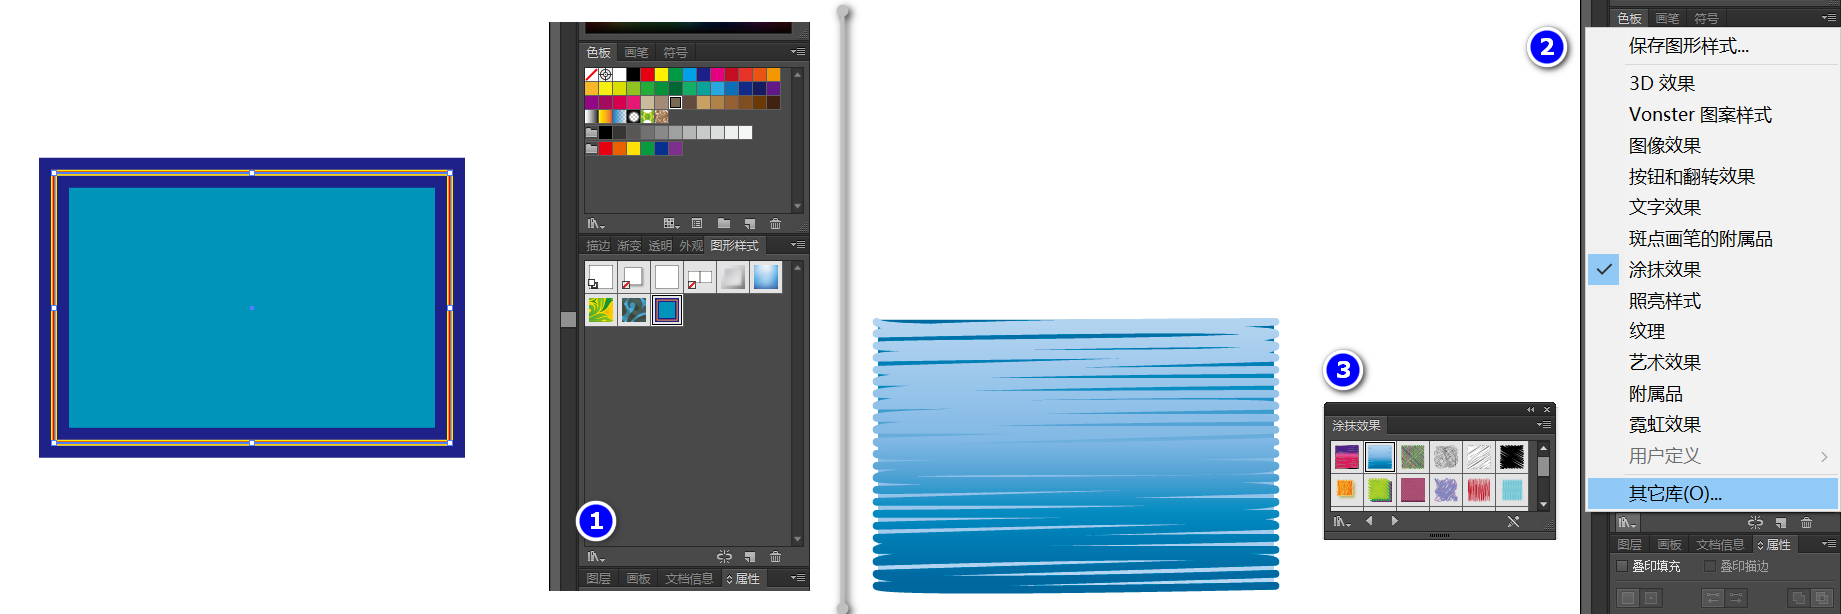 色板 画笔 符号
描边 渐变 透明 外观 图形样式
1
图层 画板 文档信息 属性
2
色板 画笔 符号
保存图形样式...
3D 效果
Vonster 图案样式
图像效果
按钮和翻转效果
文字效果
斑点画笔的附属品
涂抹效果
照亮样式
纹理
艺术效果
附属品
霓虹效果
用户定义
其它库(O)...
图层 画板 文档信息 属性
叠印填充 叠印描边
3
涂抹效果